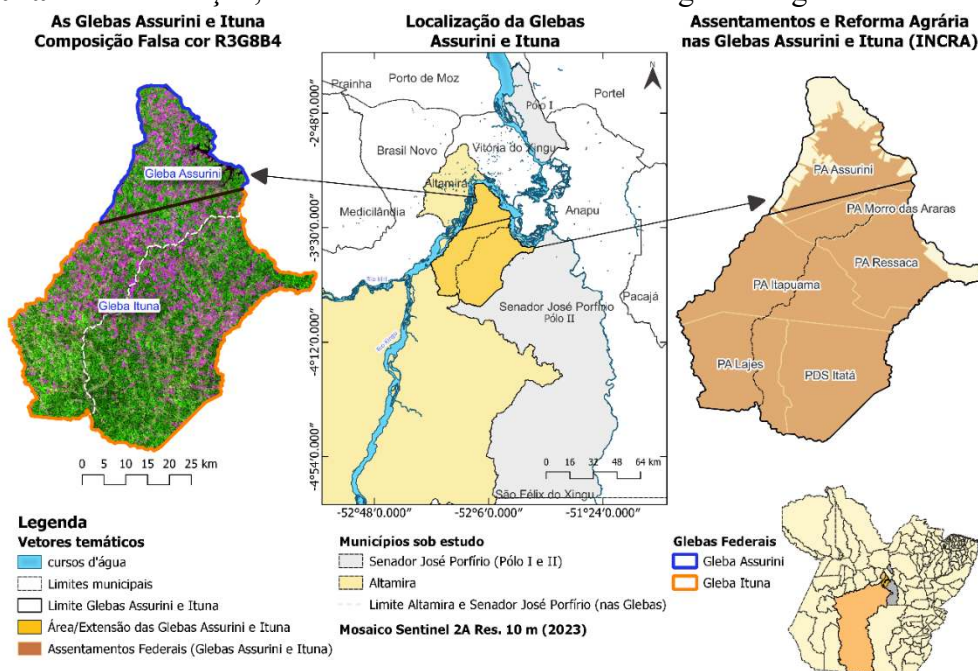 As Glebas Assurini e Ituna
Composição Falsa cor R3G8B4
Gleba Assurini
Gleba Ituna
0 5 10 15 20 25 km
Localização da Glebas
Assurini e Ituna
N
Prainha
Porto de Moz
Portel
Pólo I
Brasil Novo
Vitória do Xingu
Altamira
Medicilândia
Anapu
Senador José Porfírio
Pólo II
Pacajá
São Félix do Xingu
0 16 32 48 64 km
-2°48'0.000"
-3°30'0.000"
-4°12'0.000"
-4°54'0.000"
-52°48'0.000"
-52°6'0.000"
-51°24'0.000"
Assentamentos e Reforma Agrária
nas Glebas Assurini e Ituna (INCRA)
PA Assurini
PA Morro das Araras
PA Ressaca
PA Itapuama
PA Lajes
PDS Itatá
Legenda
Vetores temáticos
cursos d'água
Limites municipais
Limite Glebas Assurini e Ituna
Área/Extensão das Glebas Assurini e Ituna
Assentamentos Federais (Glebas Assurini e Ituna)
Municípios sob estudo
Senador José Porfírio (Pólo I e II)
Altamira
Limite Altamira e Senador José Porfírio (nas Glebas)
Mosaico Sentinel 2A Res. 10 m (2023)
Glebas Federais
Gleba Assurini
Gleba Ituna